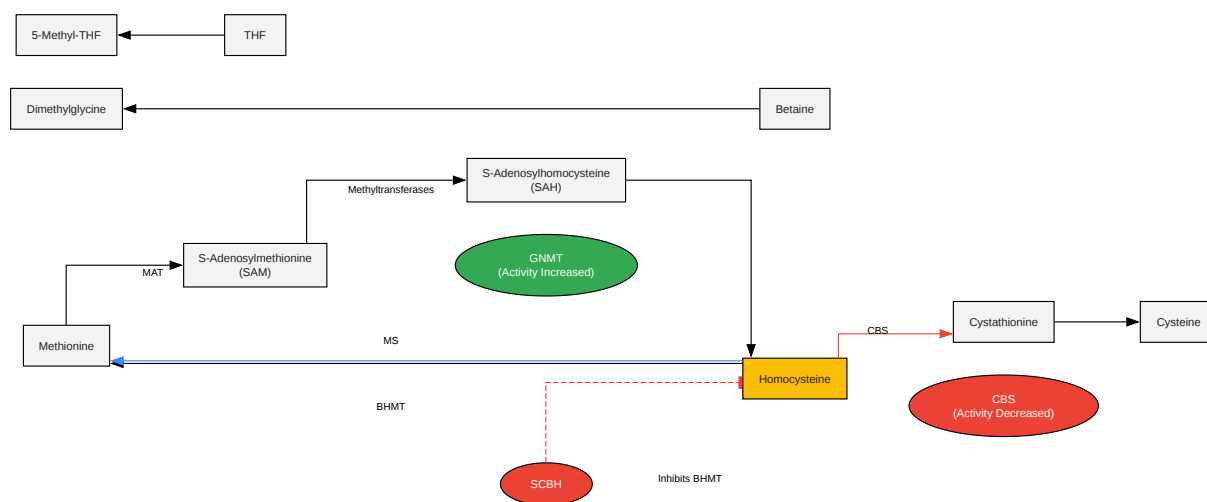 5-Methyl-THF
THF
Dimethylglycine
Betaine
S-Adenosylhomocysteine
(SAH)
Methyltransferases
S-Adenosylmethionine
(SAM)
MAT
GNMT
(Activity Increased)
Methionine
MS
CBS
Cystathionine
Cysteine
Homocysteine
BHMT
CBS
(Activity Decreased)
SCBH
Inhibits BHMT